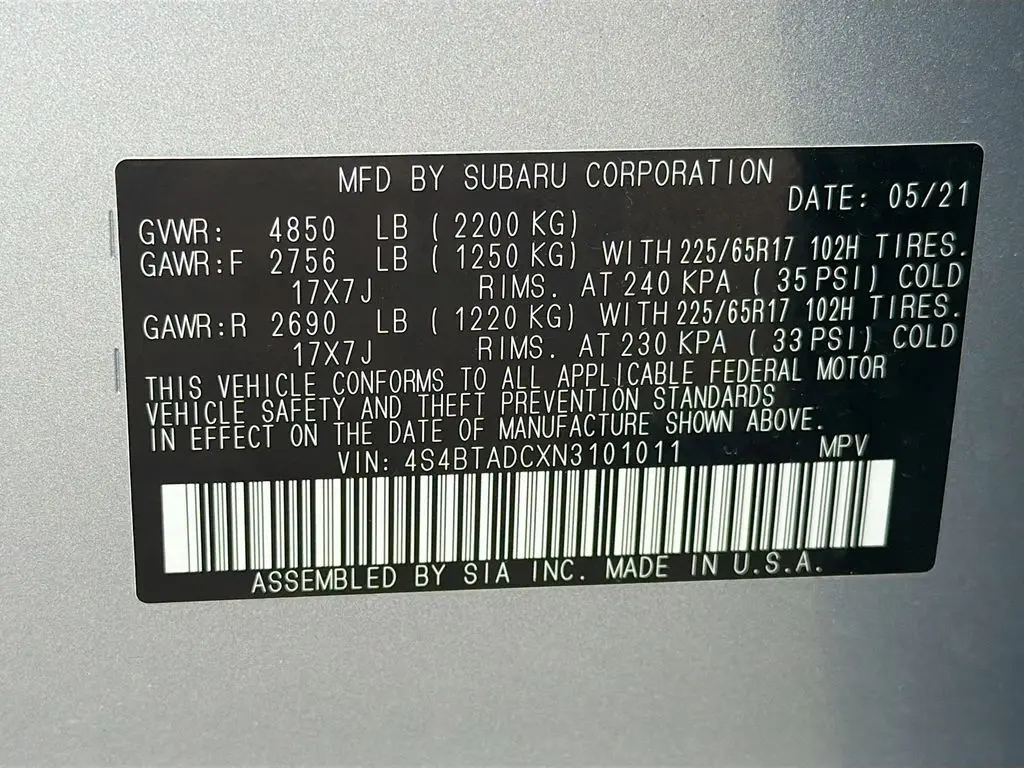 MFD BY SUBARU CORPORATION
DATE: 05/21
GVWR: 4850 LB (2200 KG)
GAWR:F 2756 LB (1250 KG) WITH 225/65R17 102H TIRES.
17X7J RIMS. AT 240 KPA (35 PSI) COLD
GAWR:R 2690 LB (1220 KG) WITH 225/65R17 102H TIRES.
17X7J RIMS. AT 230 KPA (33 PSI) COLD
THIS VEHICLE CONFORMS TO ALL APPLICABLE FEDERAL MOTOR
VEHICLE SAFETY AND THEFT PREVENTION STANDARDS
IN EFFECT ON THE DATE OF MANUFACTURE SHOWN ABOVE.
VIN: 4S4BTADCXN3101011 MPV
ASSEMBLED BY SIA INC. MADE IN U.S.A.